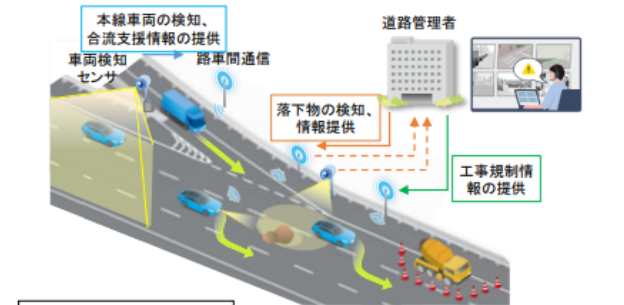 本線車両の検知、
合流支援情報の提供
車両検知
センサ
路車間通信
道路管理者
落下物の検知、
情報提供
工事規制情
報の提供